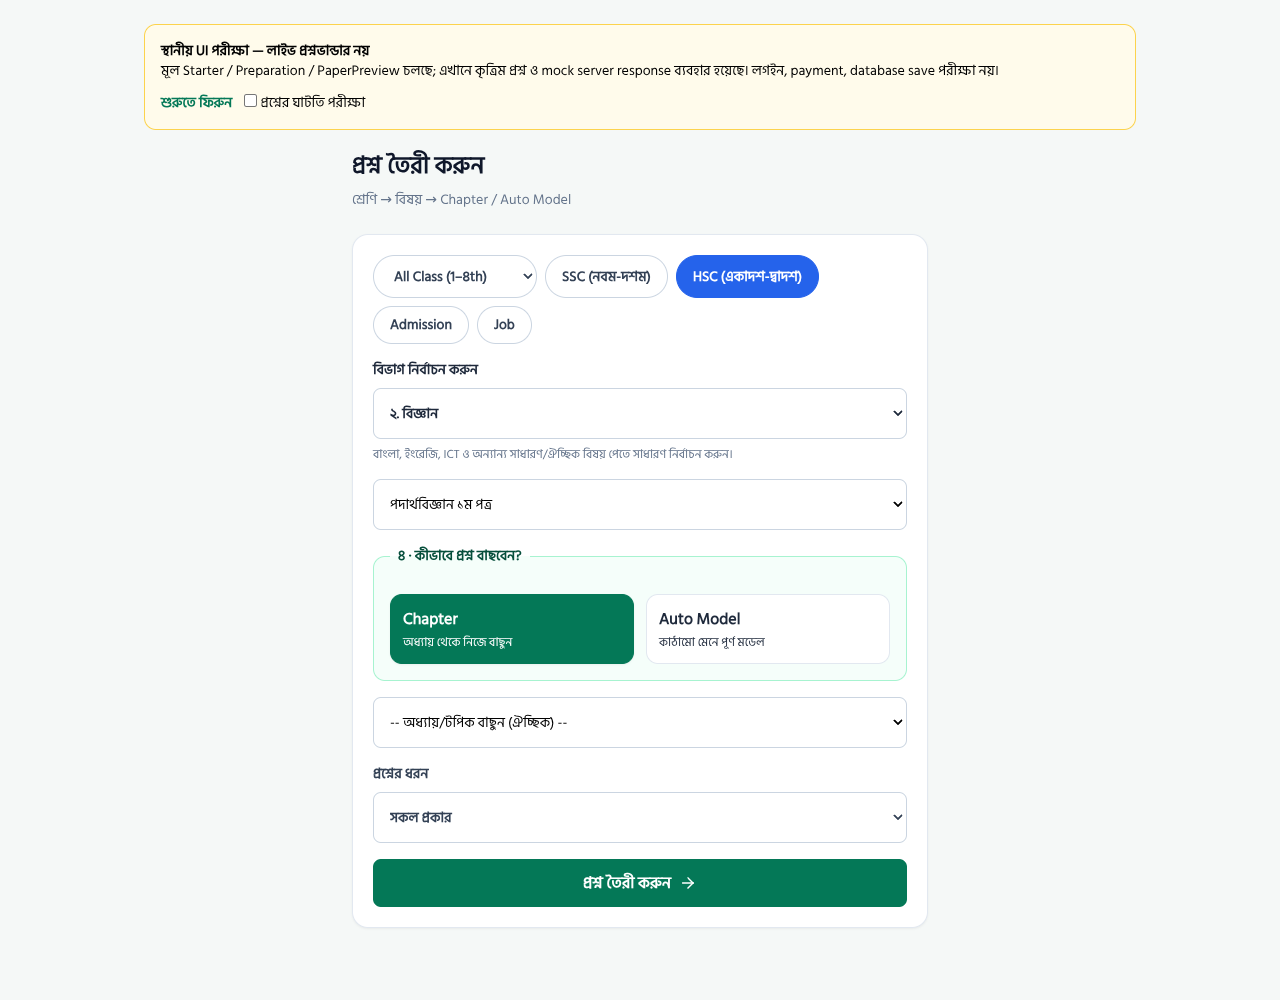 স্থানীয় UI পরীক্ষা — লাইভ প্রশ্নভান্ডার নয়
মূল Starter / Preparation / PaperPreview চলছে; এখানে কৃত্রিম প্রশ্ন ও mock server response ব্যবহার হয়েছে। লগইন, payment, database save পরীক্ষা নয়।
শুরুতে ফিরুন প্রশ্নের ঘাটতি পরীক্ষা
প্রশ্ন তৈরী করুন
শ্রেণি → বিষয় → Chapter / Auto Model
All Class (1–8th) SSC (নবম-দশম) HSC (একাদশ-দ্বাদশ)
Admission Job
বিভাগ নির্বাচন করুন
২. বিজ্ঞান
বাংলা, ইংরেজি, ICT ও অন্যান্য সাধারণ/ঐচ্ছিক বিষয় পেতে সাধারণ নির্বাচন করুন।
পদার্থবিজ্ঞান ১ম পত্র
৪ · কীভাবে প্রশ্ন বাছবেন?
Chapter Auto Model
অধ্যায় থেকে নিজে বাছুন কাঠামো মেনে পূর্ণ মডেল
-- অধ্যায়/টপিক বাছুন (ঐচ্ছিক) --
প্রশ্নের ধরন
সকল প্রকার
প্রশ্ন তৈরী করুন →